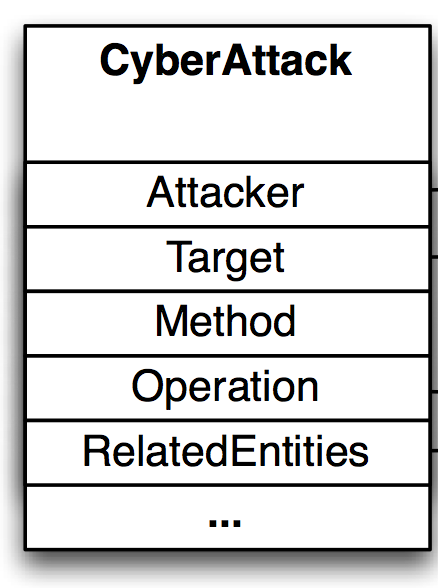 CyberAttack
Attacker
Target
Method
Operation
RelatedEntities
...